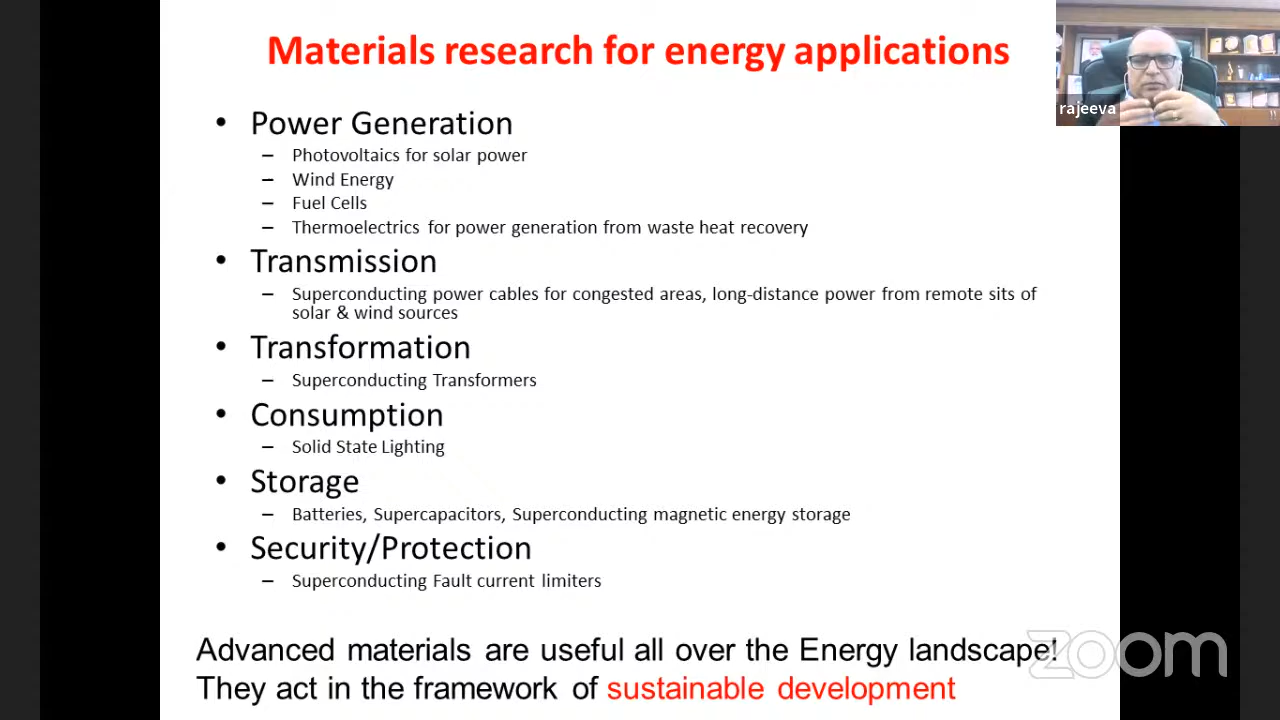 Materials research for energy applications
rajeeva
• Power Generation
– Photovoltaics for solar power
– Wind Energy
– Fuel Cells
– Thermoelectrics for power generation from waste heat recovery
• Transmission
– Superconducting power cables for congested areas, long-distance power from remote sits of
solar & wind sources
• Transformation
– Superconducting Transformers
• Consumption
– Solid State Lighting
• Storage
– Batteries, Supercapacitors, Superconducting magnetic energy storage
• Security/Protection
– Superconducting Fault current limiters
Advanced materials are useful all over the Energy landscape!
They act in the framework of sustainable development
zoom